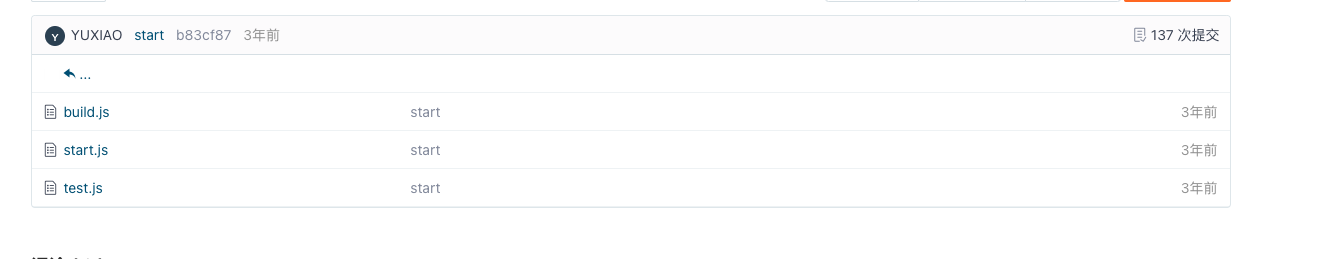 Y YUXIAO start b83cf87 3年前 137 次提交
...
build.js start 3年前
start.js start 3年前
test.js start 3年前